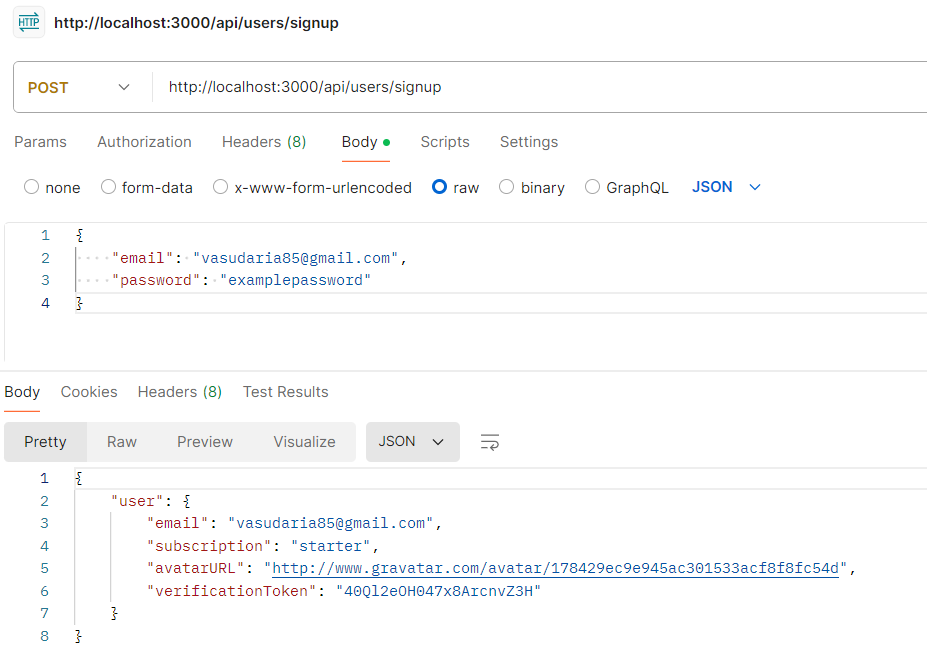 HTTP http://localhost:3000/api/users/signup
POST http://localhost:3000/api/users/signup
Params Authorization Headers (8) Body Scripts Settings
none form-data x-www-form-urlencoded raw binary GraphQL JSON
1 {
2 "email": "vasudaria85@gmail.com",
3 "password": "examplepassword"
4 }
Body Cookies Headers (8) Test Results
Pretty Raw Preview Visualize JSON
1 {
2 "user": {
3 "email": "vasudaria85@gmail.com",
4 "subscription": "starter",
5 "avatarURL": "http://www.gravatar.com/avatar/178429ec9e945ac301533acf8f8fc54d",
6 "verificationToken": "40Ql2eOH047x8ArcnvZ3H"
7 }
8 }